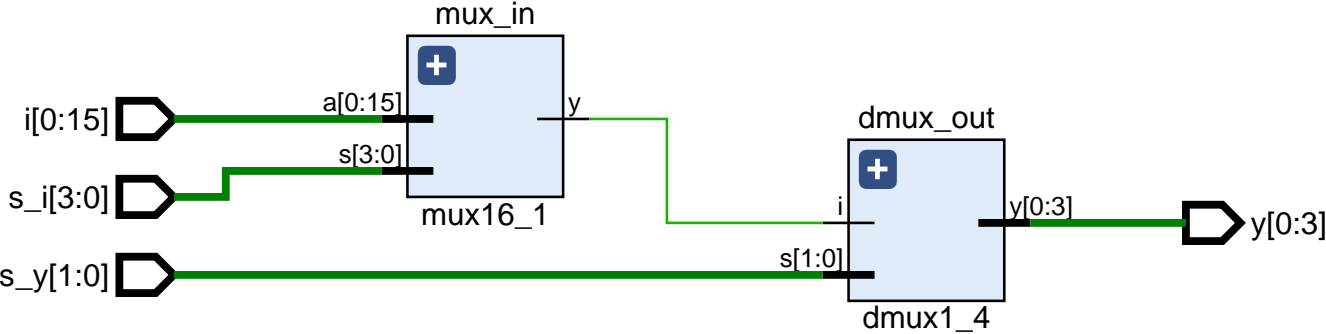 mux_in
i[0:15]
a[0:15]
y
s[3:0]
s_i[3:0]
mux16_1
dmux_out
i
y[0:3]
y[0:3]
s_y[1:0]
s[1:0]
dmux1_4